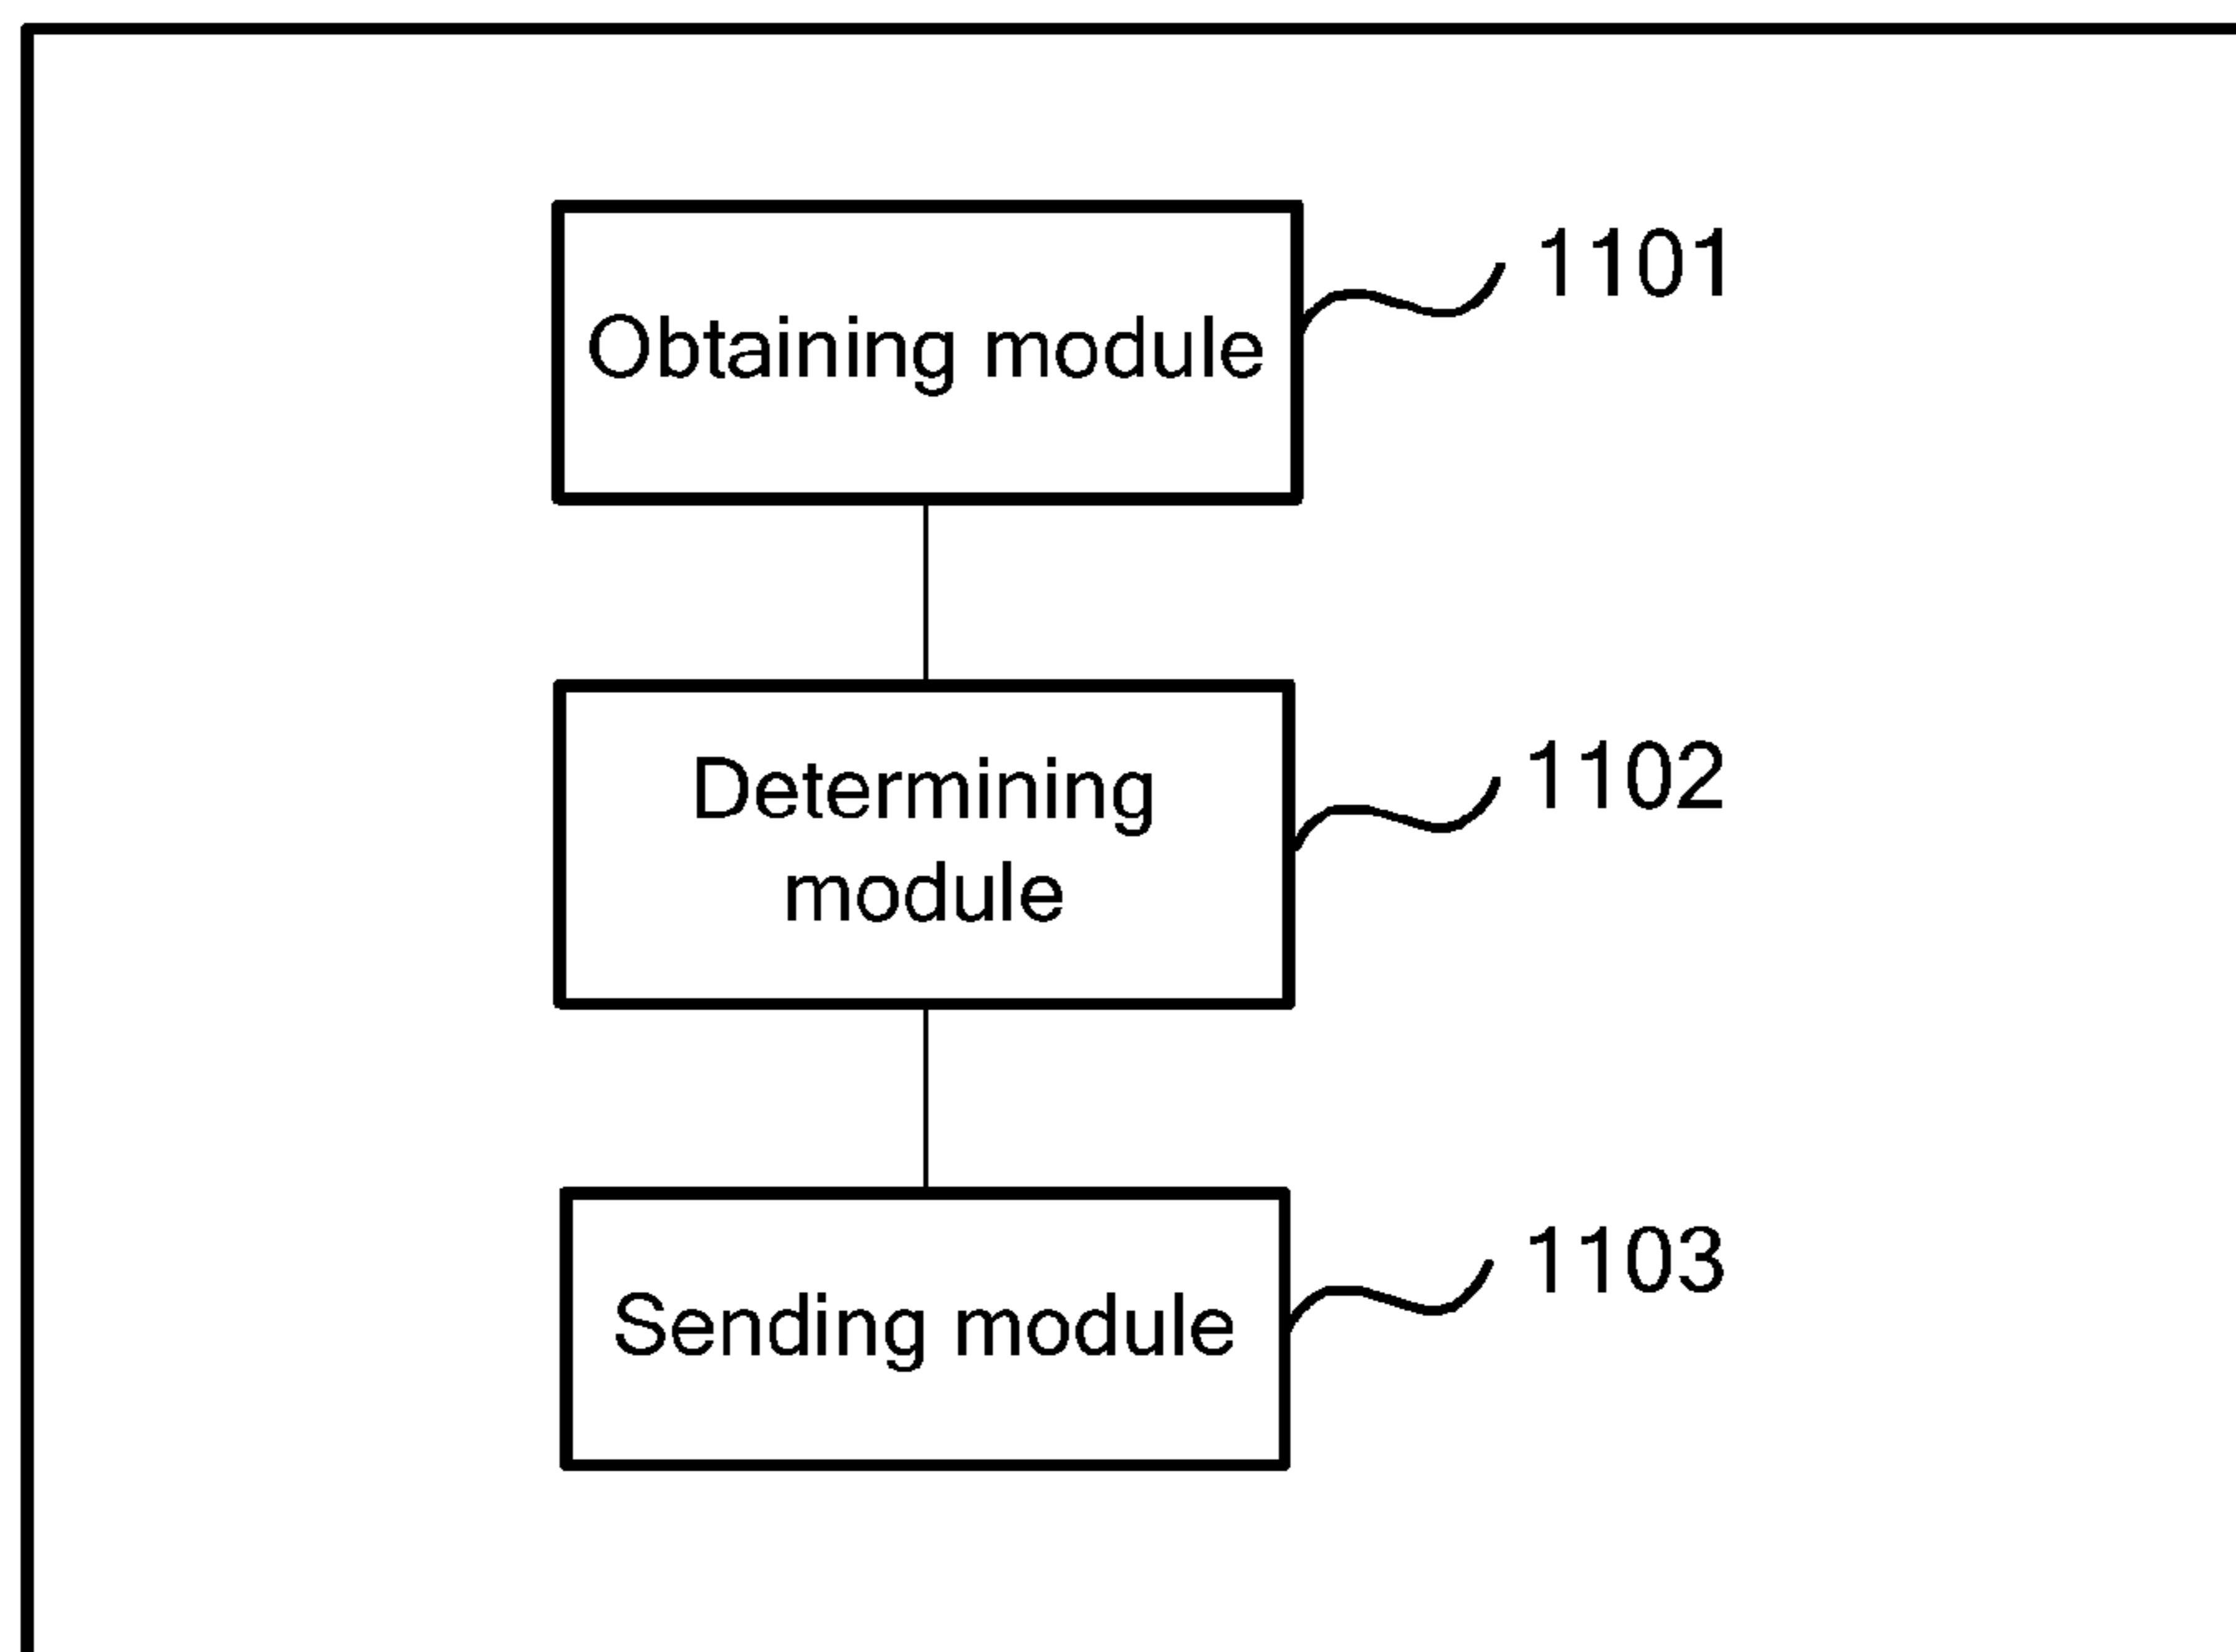 Obtaining module
1101
Determining
module
1102
Sending module
1103